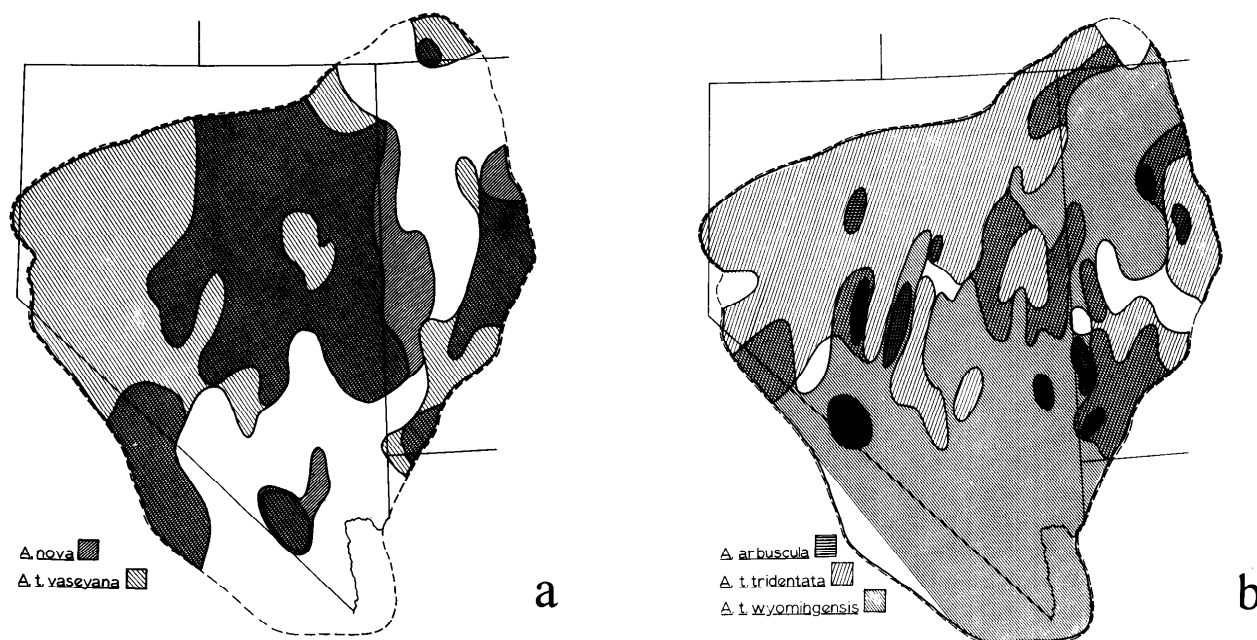 A. nova
A. t. vaseyana
a
A. arbuscula
A. t. tridentata
A. t. wyomingensis
b